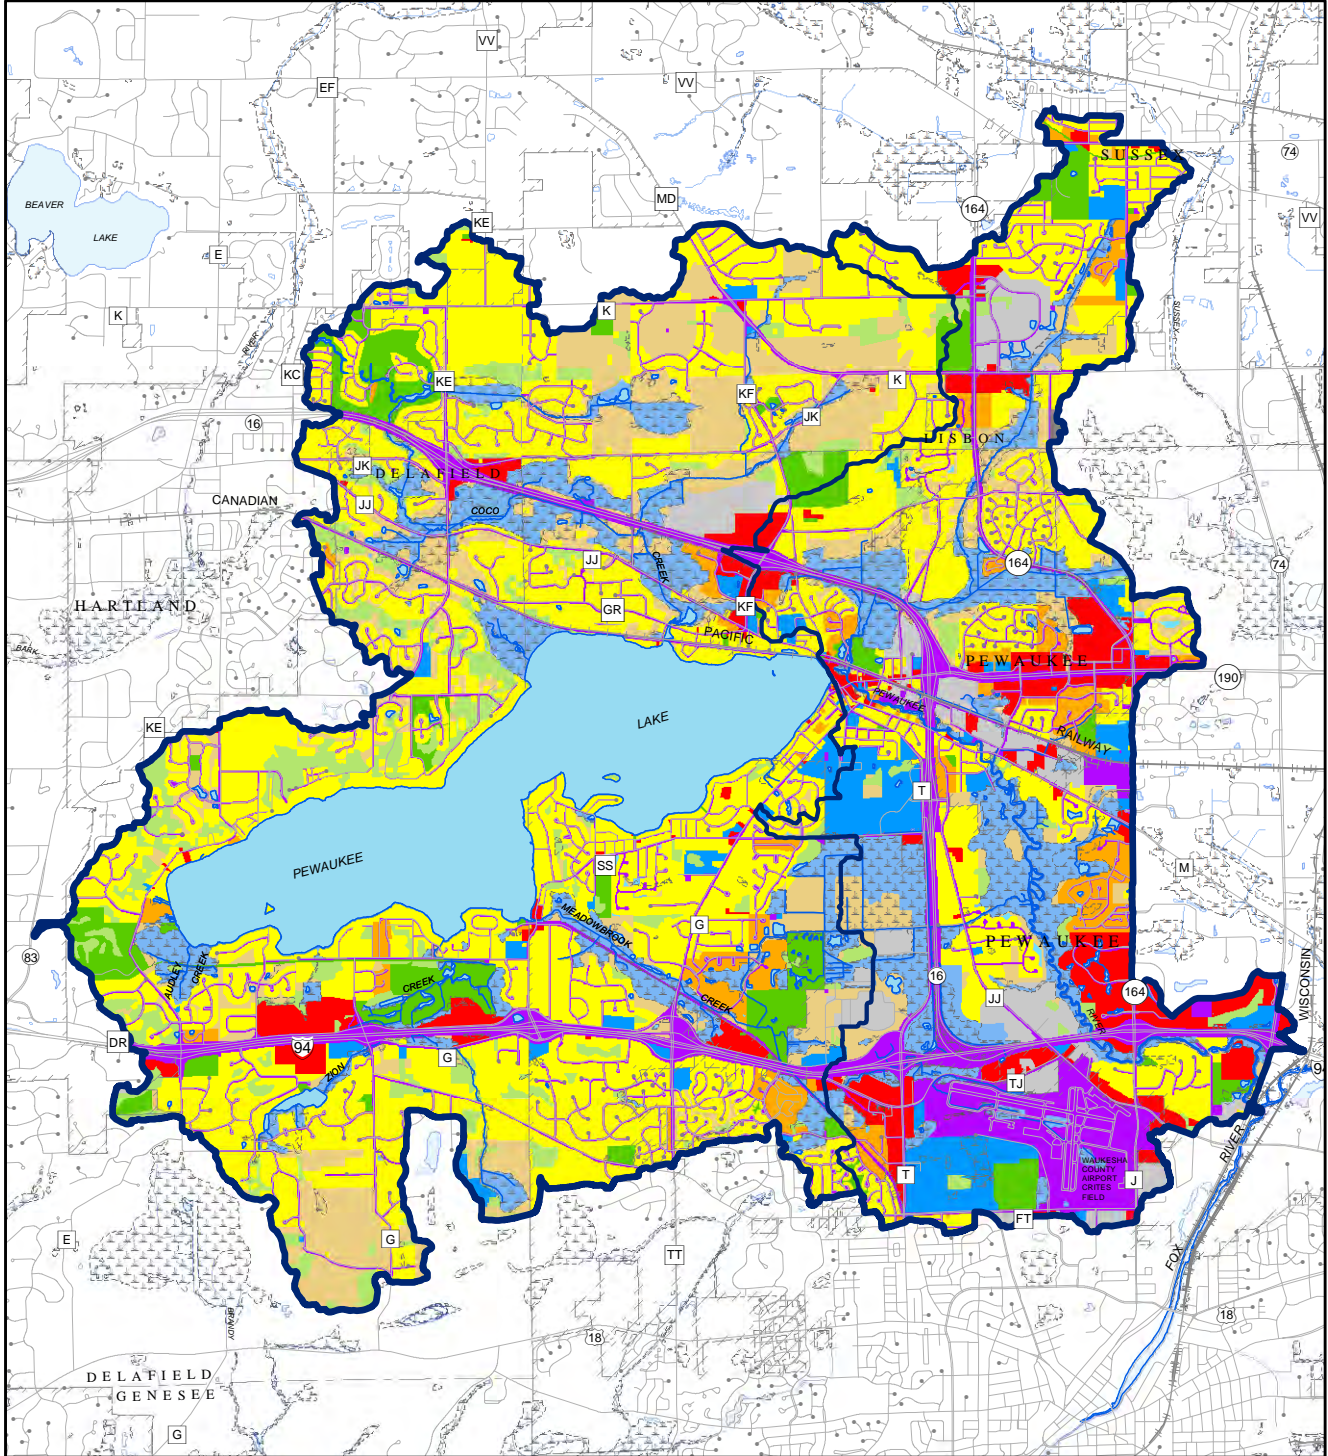 VV
EF
VV
74
SUSSEX
BEAVER
LAKE
MD
164
VV
KE
E
K
K
SUSSEX
RIVER
KC
KE
K
KF
JK
16
LISBON
JK
DELAFIELD
CANADIAN
JJ
COCO
CREEK
JJ
164
74
HARTLAND
GR
KF
PACIFIC
BARK
PEWAUKEE
190
PEWAUKEE
LAKE
KE
RAILWAY
T
PEWAUKEE
SS
M
MEADOWBROOK
G
PEWAUKEE
83
AUDLEY
CREEK
CREEK
CREEK
16
164
JJ
WISCONSIN
RIVER
DR
94
G
ZION
TJ
94
RIVER
WAUKESHA
COUNTY
AIRPORT
CRITES
FIELD
J
T
FT
E
G
TT
FOX
BRANDY
18
18
DELAFIELD
GENESEE
G